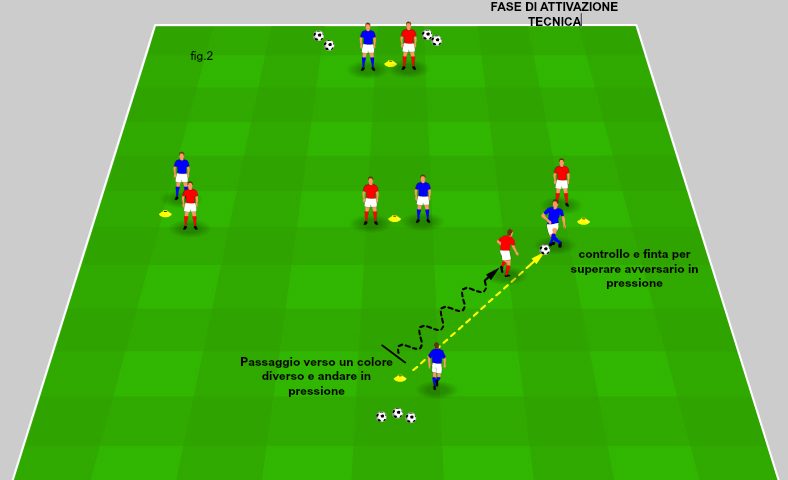 FASE DI ATTIVAZIONE
TECNICA
fig.2
controllo e finta per
superare avversario in
pressione
Passaggio verso un colore
diverso e andare in
pressione